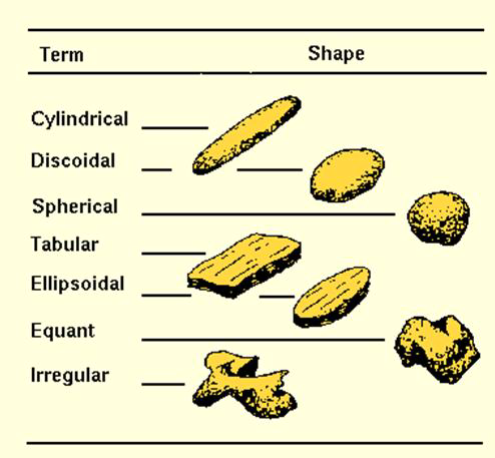 Term Shape
Cylindrical
Discoidal
Spherical
Tabular
Ellipsoidal
Equant
Irregular